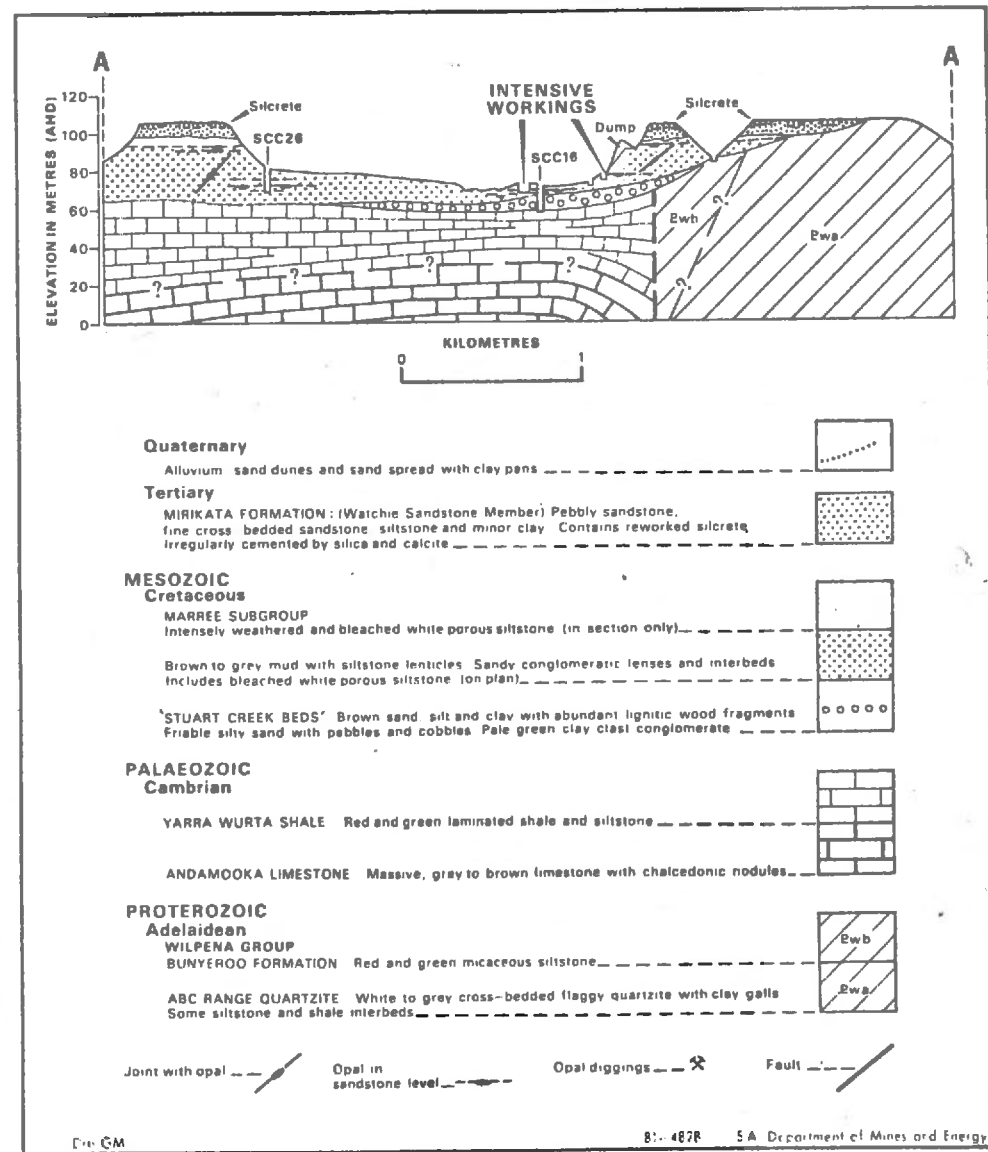 A
A
INTENSIVE
WORKINGS
Silcrete
SCC26
Dump
SCC16
Silcrete
ELEVATION IN METRES (AHD)
120
100
80
60
40
20
0
?
?
?
?
?
?
Ꞓwb
Ꞓwa
KILOMETRES
0
1
Quaternary
Alluvium sand dunes and sand spread with clay pans
Tertiary
MIRIKATA FORMATION: (Watchie Sandstone Member) Pebbly sandstone,
fine cross bedded sandstone siltstone and minor clay Contains reworked silcrete
Irregularly cemented by silica and calcite
MESOZOIC
Cretaceous
MARREE SUBGROUP
Intensely weathered and bleached white porous siltstone (in section only)
Brown to grey mud with siltstone lenticles Sandy conglomeratic lenses and interbeds
Includes bleached white porous siltstone (on plan)
'STUART CREEK BEDS' Brown sand silt and clay with abundant lignitic wood fragments
Friable silty sand with pebbles and cobbles Pale green clay clast conglomerate
PALAEOZOIC
Cambrian
YARRA WURTA SHALE Red and green laminated shale and siltstone
ANDAMOOKA LIMESTONE Massive, grey to brown limestone with chalcedonic nodules
PROTEROZOIC
Adelaidean
WILPENA GROUP
BUNYEROO FORMATION Red and green micaceous siltstone
Ꞓwb
ABC RANGE QUARTZITE White to grey cross-bedded flaggy quartzite with clay galls
Some siltstone and shale interbeds
Ꞓwa
Joint with opal
Opal in
sandstone level
Opal diggings
Fault
GM
S A Department of Mines and Energy